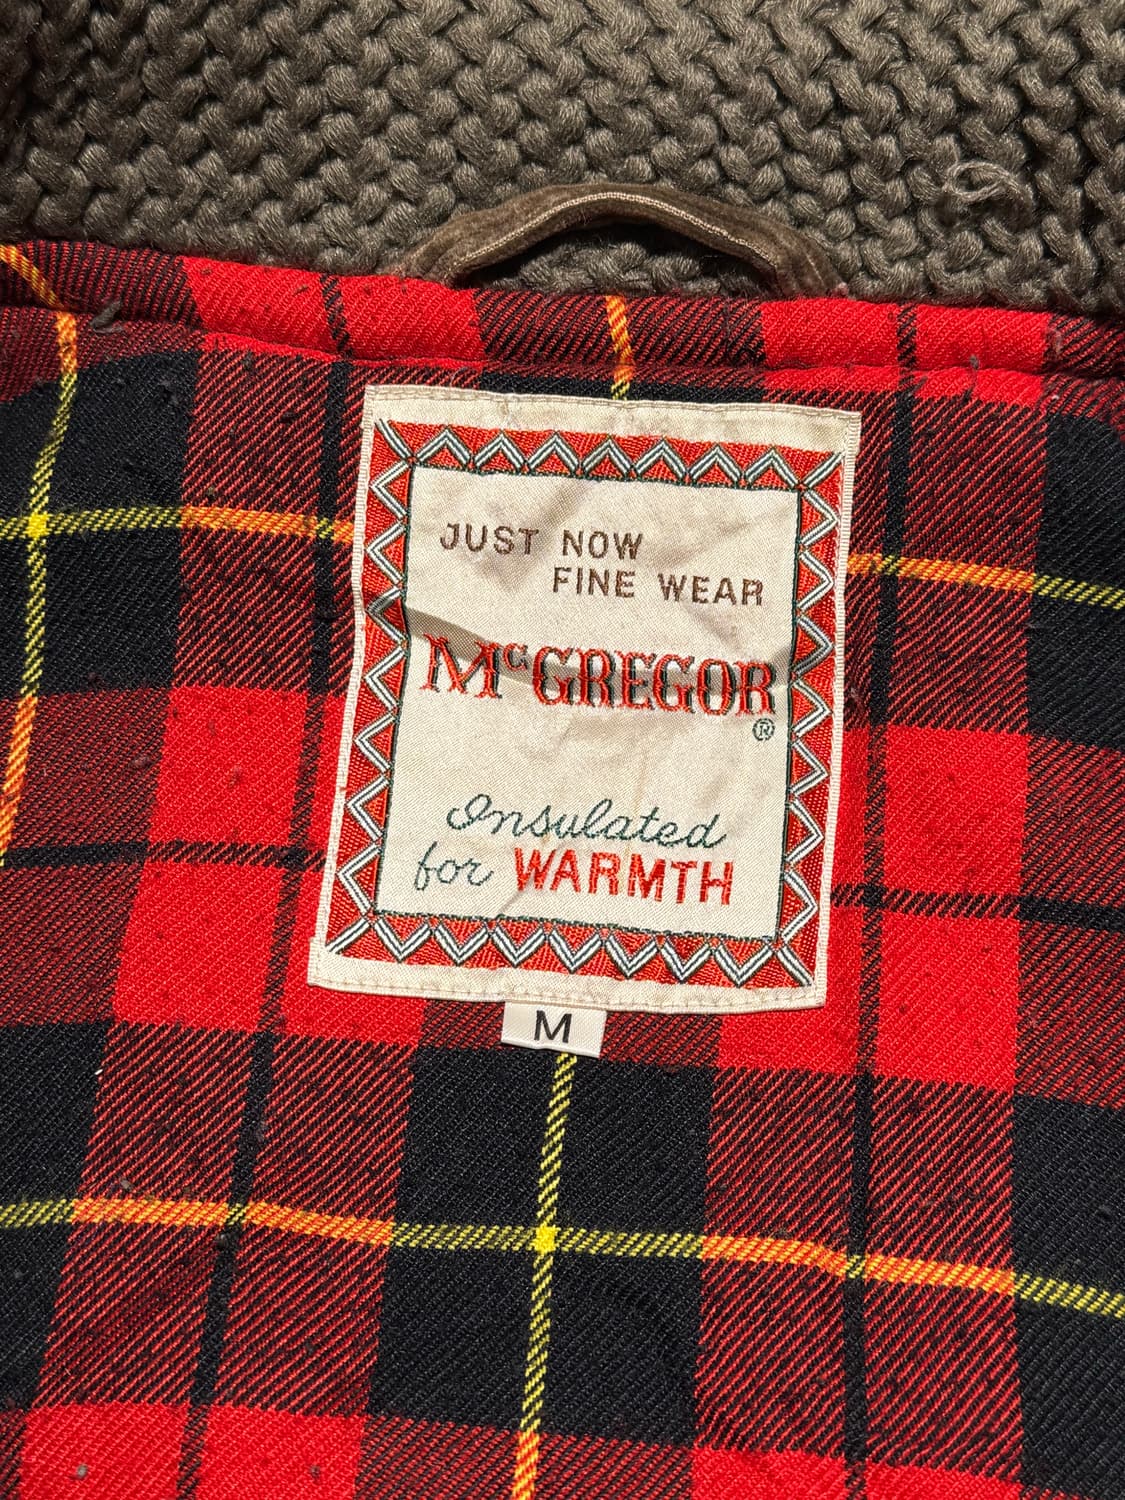 JUST NOW
FINE WEAR
McGREGOR
®
Insulated
for WARMTH
M